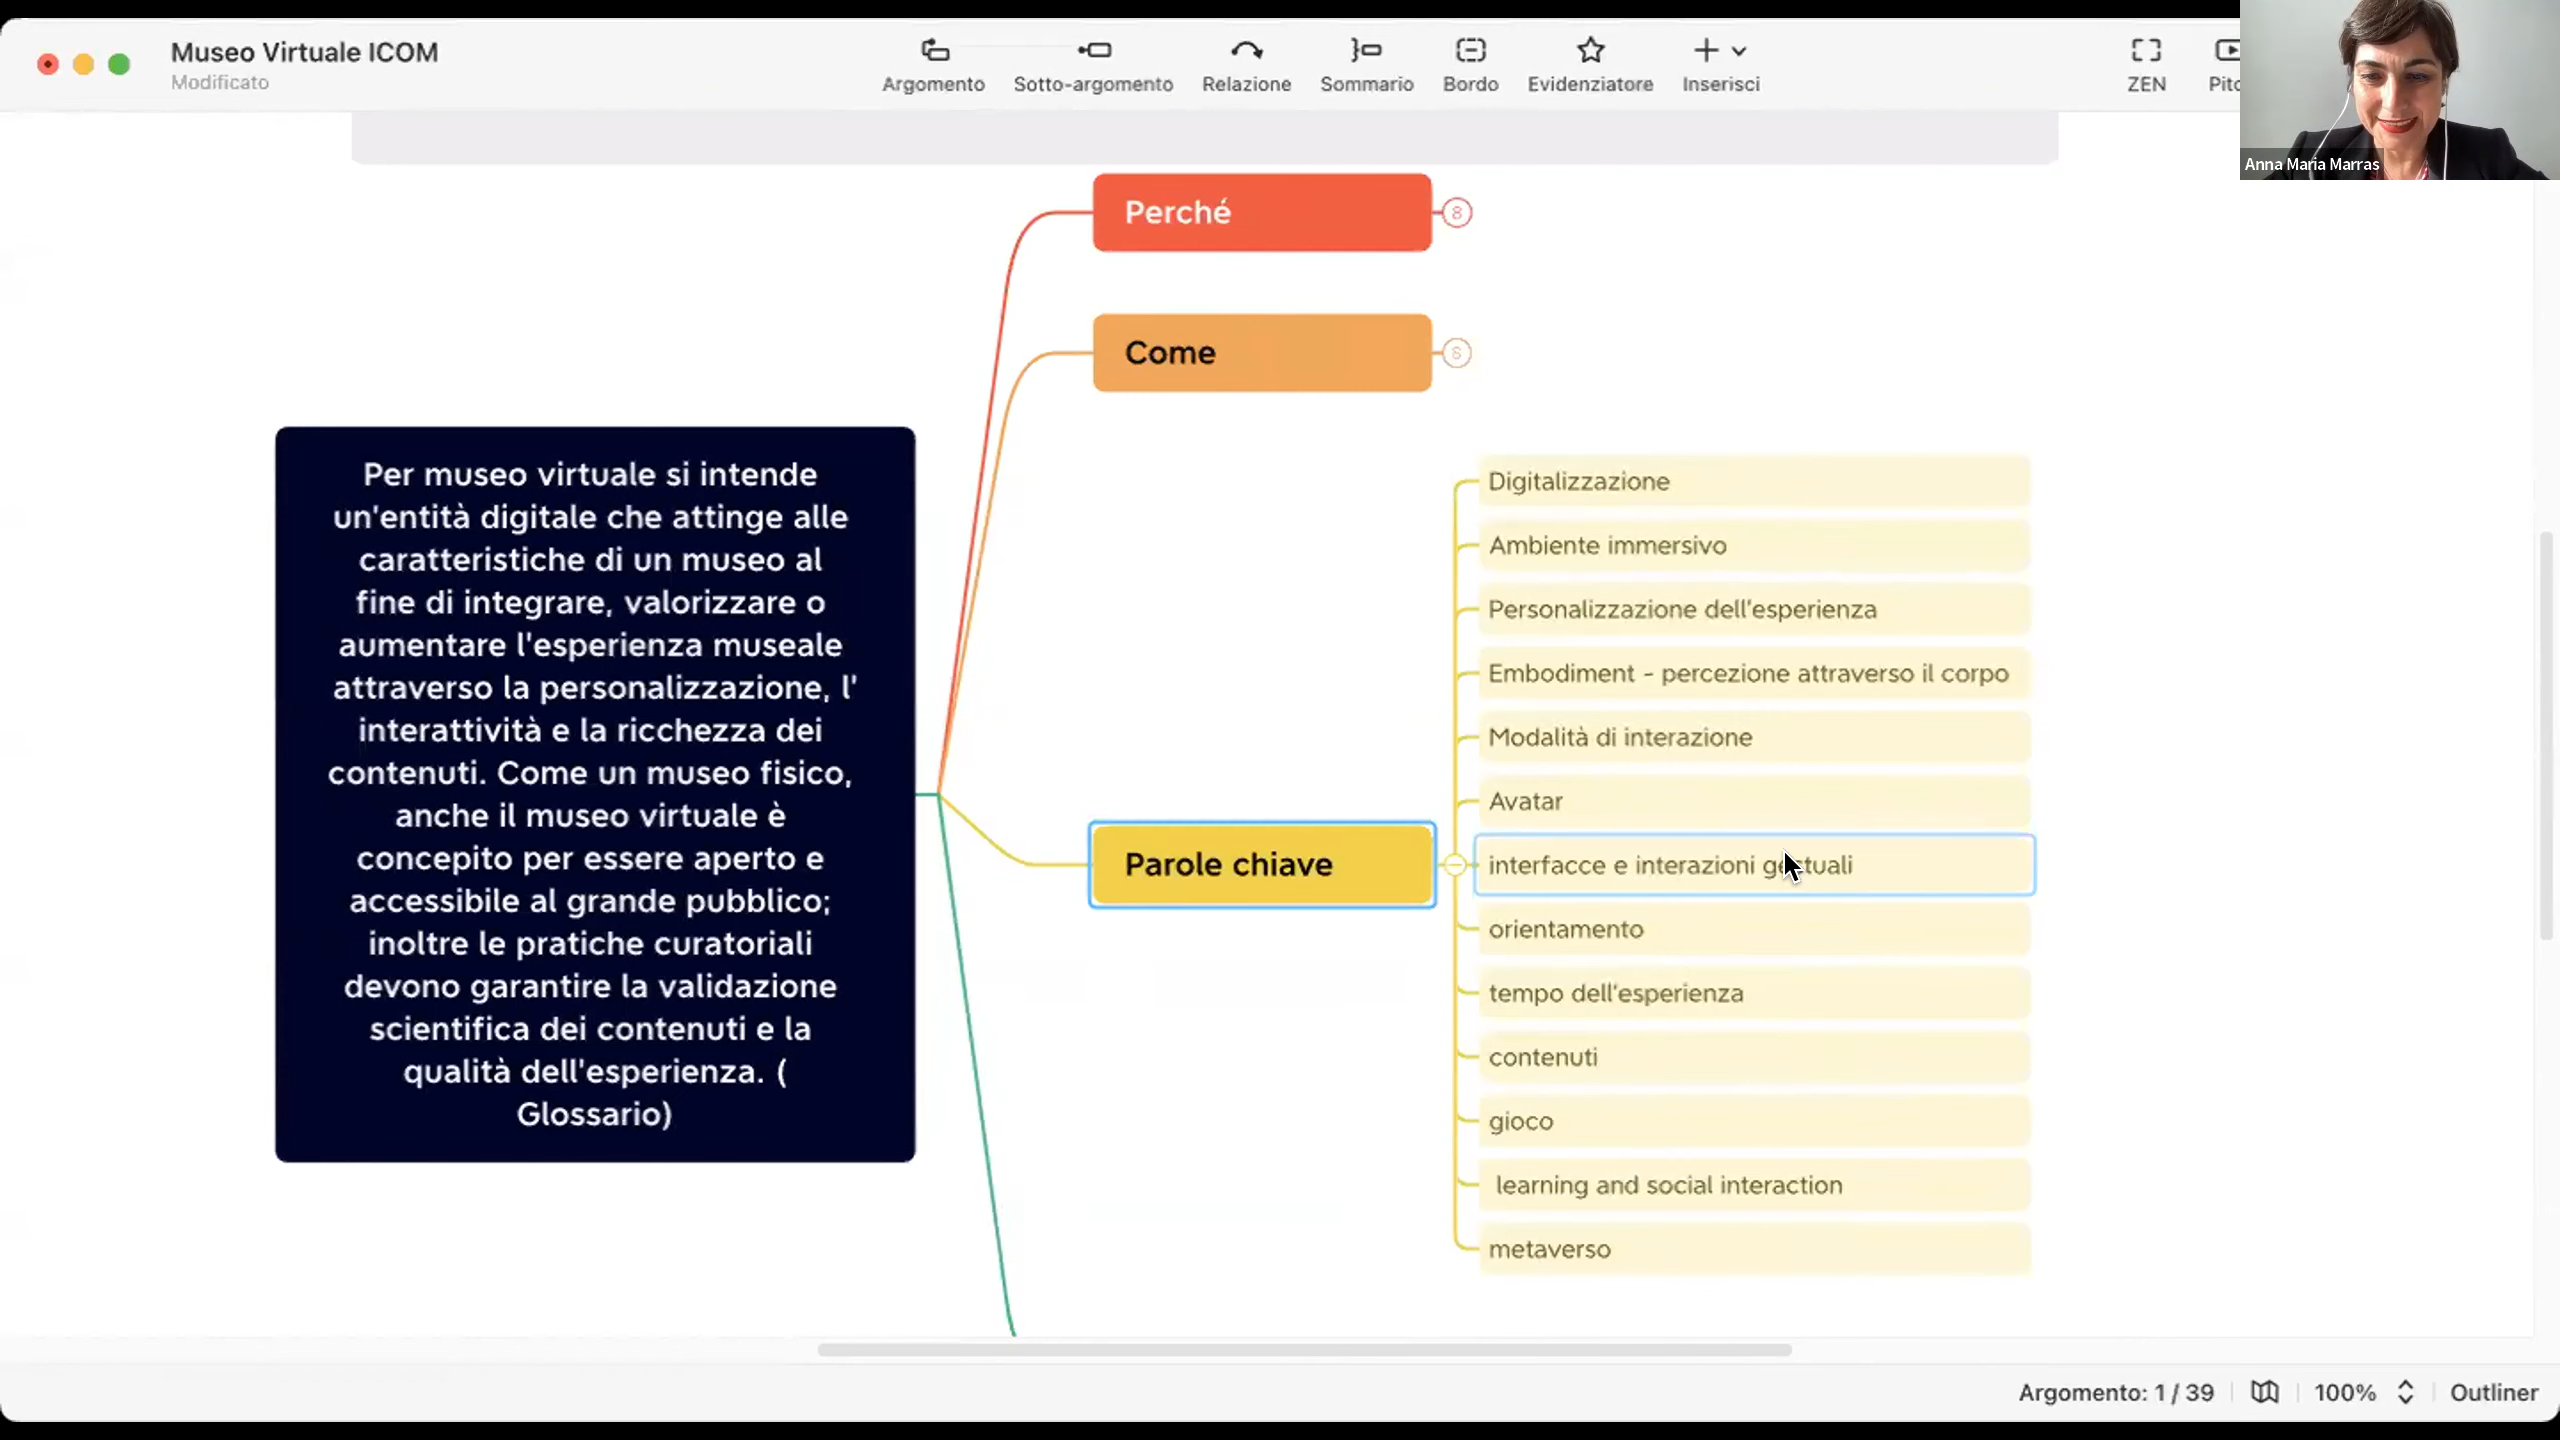 Museo Virtuale ICOM
Modificato
Argomento
Sotto-argomento
Relazione
Sommario
Bordo
Evidenziatore
Inserisci
ZEN
Anna Maria Marras
Perché
8
Come
8
Per museo virtuale si intende
un'entità digitale che attinge alle
caratteristiche di un museo al
fine di integrare, valorizzare o
aumentare l'esperienza museale
attraverso la personalizzazione, l'
interattività e la ricchezza dei
contenuti. Come un museo fisico,
anche il museo virtuale è
concepito per essere aperto e
accessibile al grande pubblico;
inoltre le pratiche curatoriali
devono garantire la validazione
scientifica dei contenuti e la
qualità dell'esperienza. (
Glossario)
Parole chiave
Digitalizzazione
Ambiente immersivo
Personalizzazione dell'esperienza
Embodiment - percezione attraverso il corpo
Modalità di interazione
Avatar
interfacce e interazioni gestuali
orientamento
tempo dell'esperienza
contenuti
gioco
learning and social interaction
metaverso
Argomento: 1 / 39
100%
Outliner